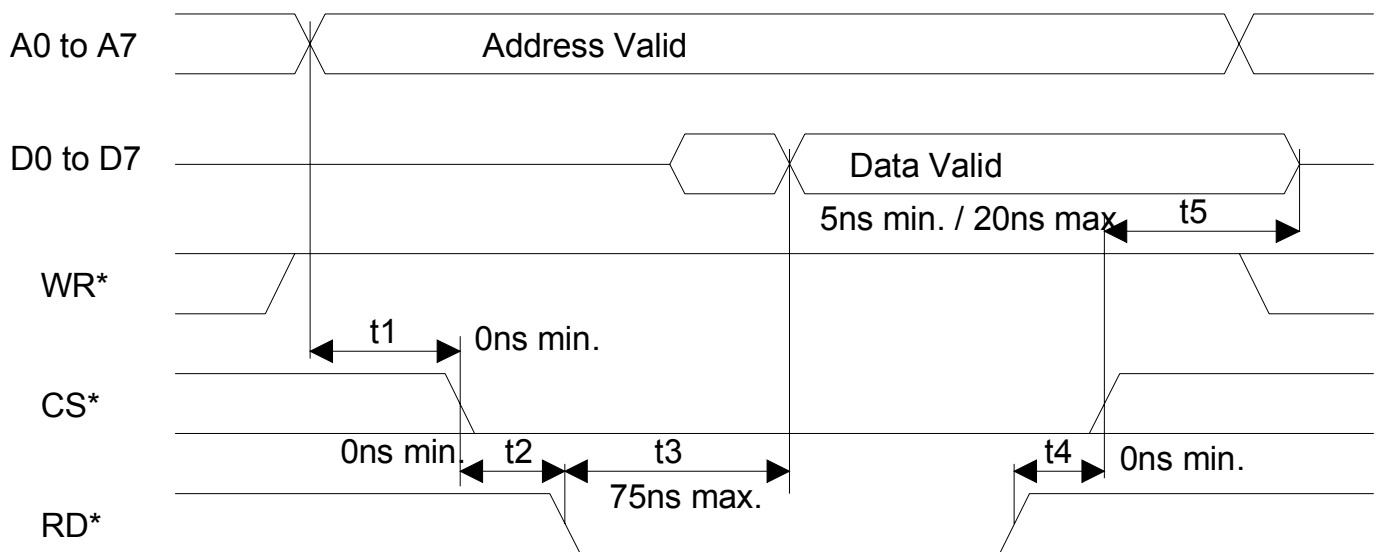 A0 to A7
Address Valid
D0 to D7
Data Valid
5ns min. / 20ns max
t5
WR*
t1
0ns min.
CS*
0ns min.
t2
t3
t4
0ns min.
75ns max.
RD*